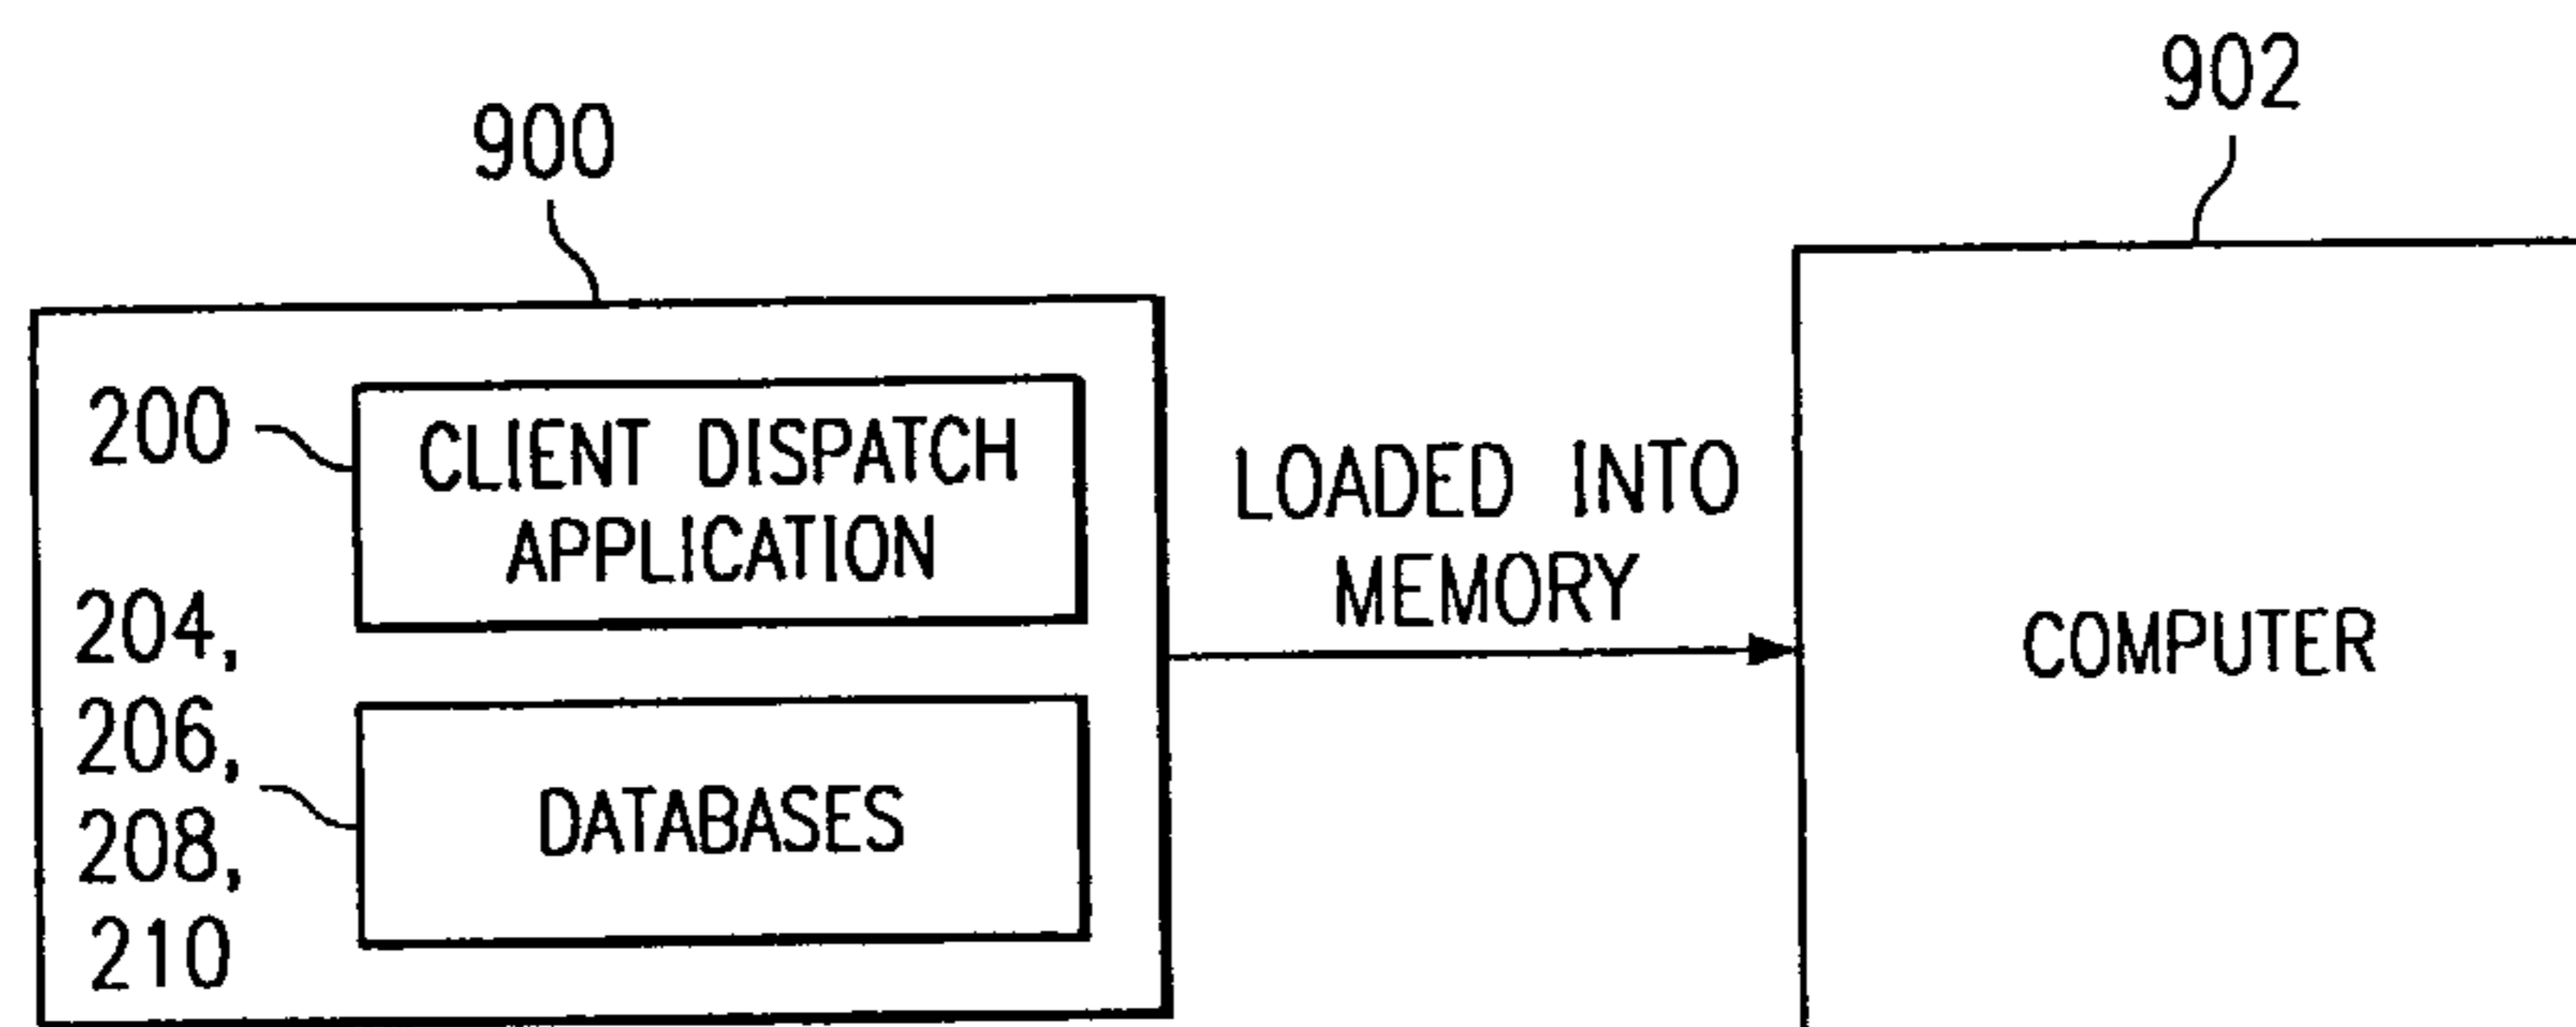 902
900
200
CLIENT DISPATCH
APPLICATION
LOADED INTO
MEMORY
COMPUTER
204,
206,
208,
210
DATABASES